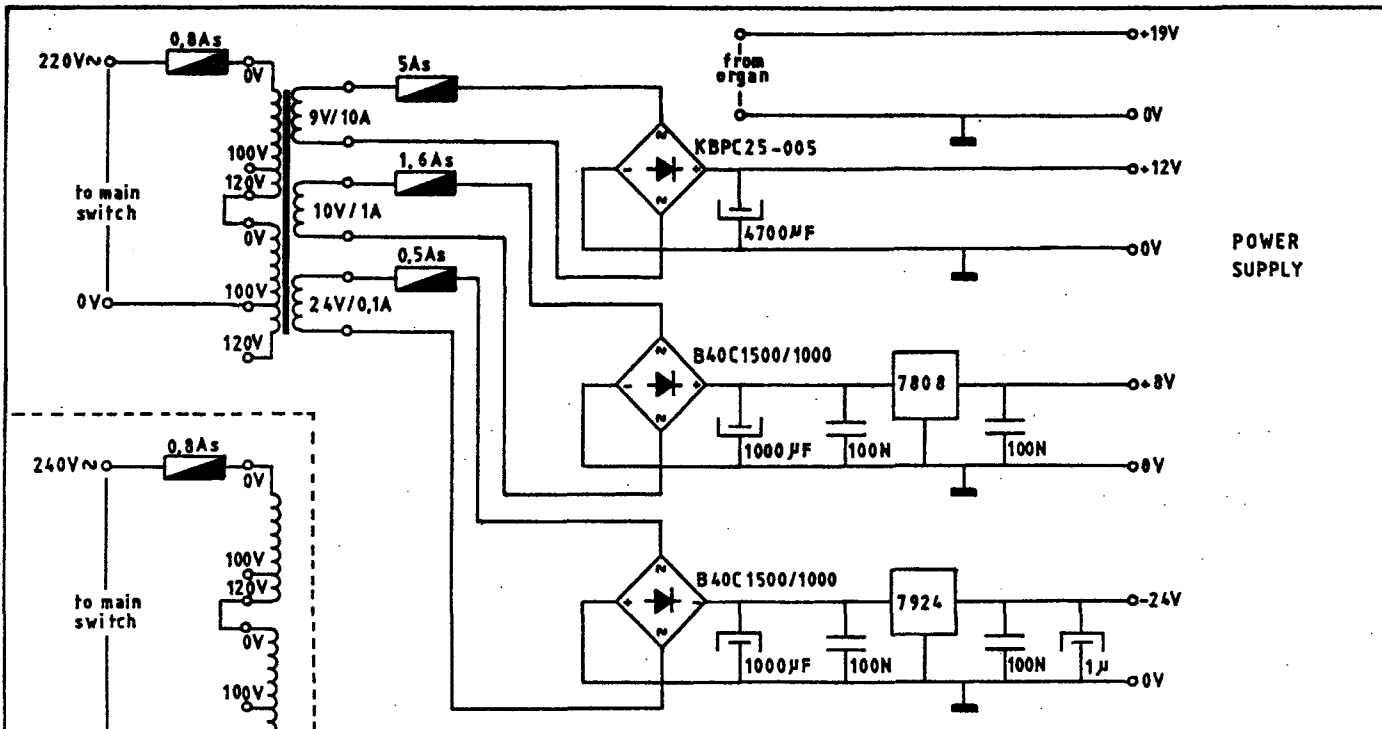 220V~
0,8As
0V
100V
120V
0V
100V
120V
to main
switch
0V
5As
9V/10A
1,6As
10V/1A
0,5As
24V/0,1A
from
organ
+19V
0V
~
KBPC25-005
-
+
~
4700µF
+12V
0V
POWER
SUPPLY
~
B40C1500/1000
-
+
~
1000µF
100N
7808
100N
+8V
0V
~
B40C1500/1000
+
-
~
1000µF
100N
7924
100N
1µ
-24V
0V
240V~
0,8As
0V
100V
120V
0V
100V
to main
switch